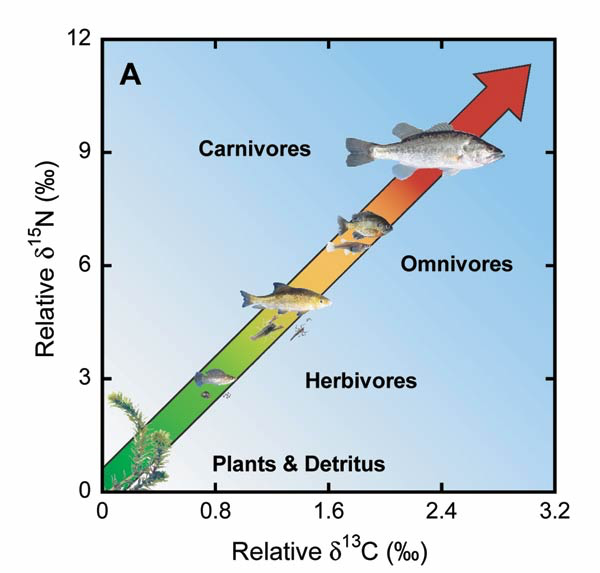 12
A
Carnivores
9
Relative δ¹⁵N (‰)
6
Omnivores
3
Herbivores
Plants & Detritus
0
0 0.8 1.6 2.4 3.2
Relative δ¹³C (‰)